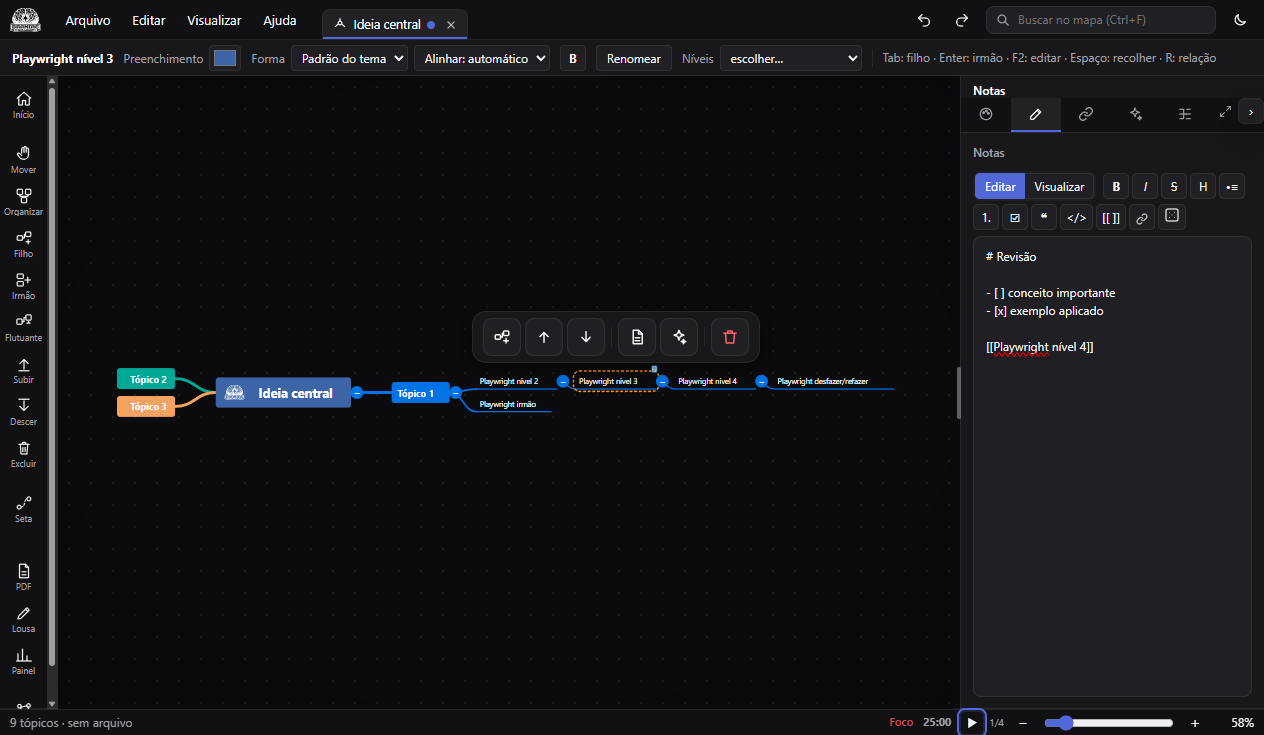 Arquivo Editar Visualizar Ajuda Ideia central Buscar no mapa (Ctrl+F)
Playwright nível 3 Preenchimento Forma Padrão do tema Alinhar: automático B Renomear Níveis escolher... Tab: filho · Enter: irmão · F2: editar · Espaço: recolher · R: relação
Início
Mover
Organizar
Filho
Irmão
Flutuante
Subir
Descer
Excluir
Seta
PDF
Lousa
Painel
Tópico 2
Tópico 3
Ideia central
Tópico 1
Playwright nível 2
Playwright nível 3
Playwright nível 4
Playwright desfazer/refazer
Playwright irmão
Notas
Notas
Editar Visualizar B I S H
1. ❝ </> [[ ]]
# Revisão
- [ ] conceito importante
- [x] exemplo aplicado
[[Playwright nível 4]]
9 tópicos · sem arquivo Foco 25:00 1/4 − + 58%